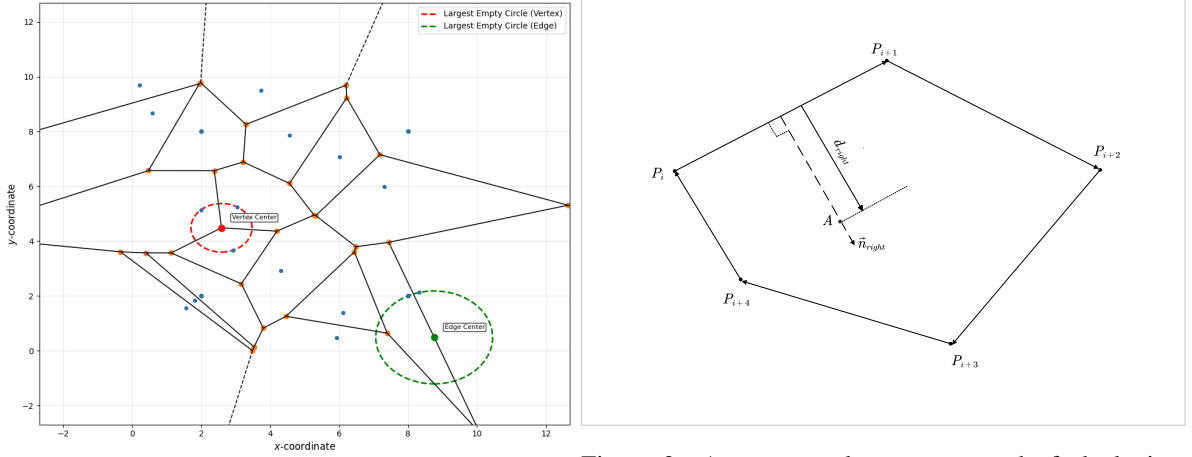 Largest Empty Circle (Vertex)
Largest Empty Circle (Edge)
12
10
8
6
4
2
0
−2
y-coordinate
Vertex Center
Edge Center
−2 0 2 4 6 8 10 12
x-coordinate
P_{i+1}
P_{i+2}
d_{right}
P_i
A
\vec{n}_{right}
P_{i+4}
P_{i+3}